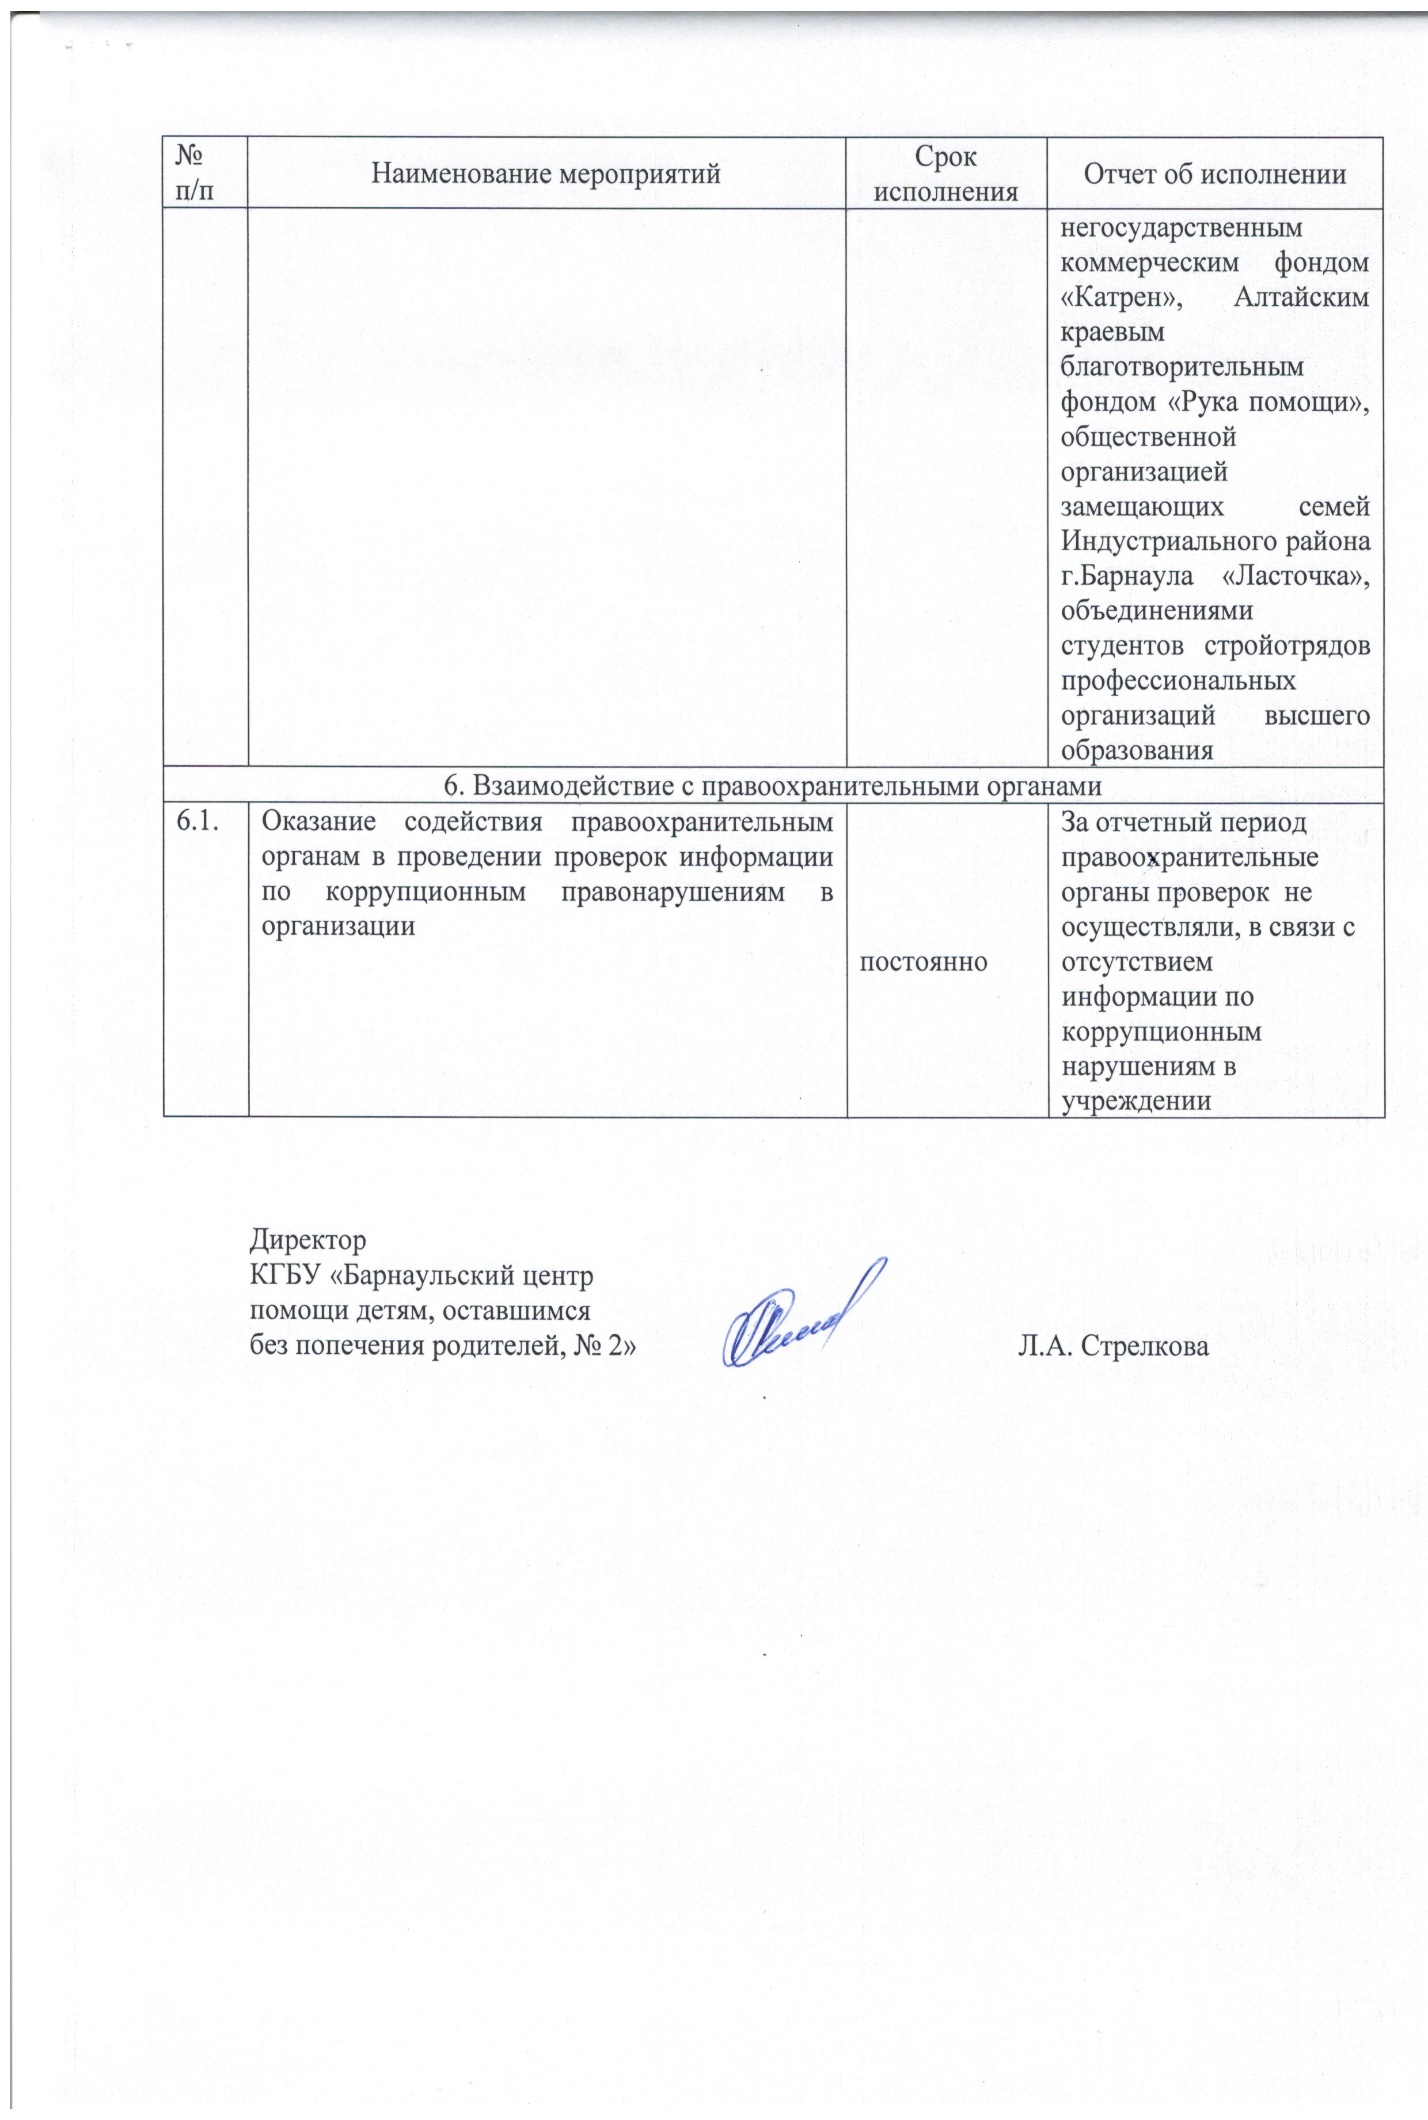 №
п/п
Наименование мероприятий
Срок
исполнения
Отчет об исполнении
негосударственным
коммерческим фондом
«Катрен», Алтайским
краевым
благотворительным
фондом «Рука помощи»,
общественной
организацией
замещающих семей
Индустриального района
г.Барнаула «Ласточка»,
объединениями
студентов стройотрядов
профессиональных
организаций высшего
образования
6. Взаимодействие с правоохранительными органами
6.1.
Оказание содействия правоохранительным
органам в проведении проверок информации
по коррупционным правонарушениям в
организации
постоянно
За отчетный период
правоохранительные
органы проверок не
осуществляли, в связи с
отсутствием
информации по
коррупционным
нарушениям в
учреждении
Директор
КГБУ «Барнаульский центр
помощи детям, оставшимся
без попечения родителей, № 2»
Л.А. Стрелкова